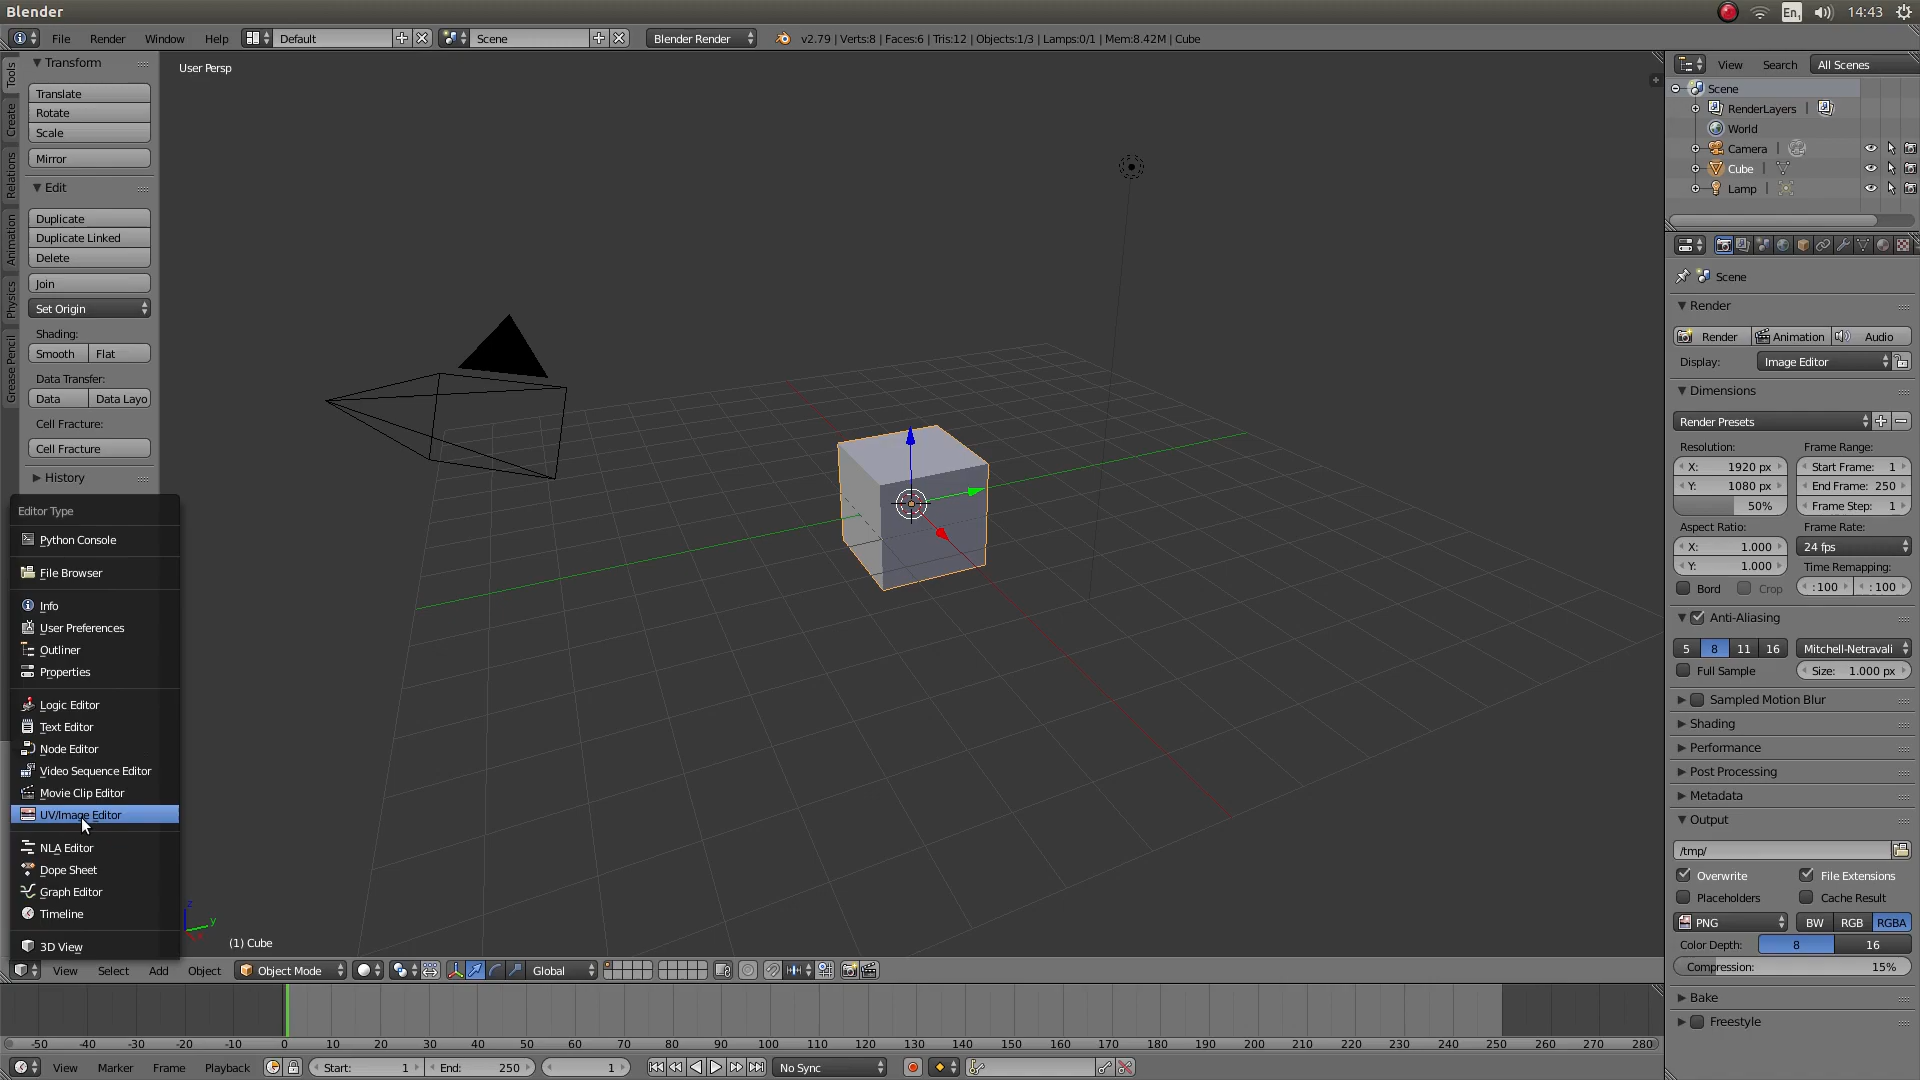 Blender
En1 14:43
File Render Window Help Default Scene Blender Render v2.79 | Verts:8 | Faces:6 | Tris:12 | Objects:1/3 | Lamps:0/1 | Mem:8.42M | Cube
Tools
Create
Relations
Animation
Physics
Grease Pencil
Transform
Translate
Rotate
Scale
Mirror
Edit
Duplicate
Duplicate Linked
Delete
Join
Set Origin
Shading:
Smooth Flat
Data Transfer:
Data Data Layo
Cell Fracture:
Cell Fracture
History
Editor Type
Python Console
File Browser
Info
User Preferences
Outliner
Properties
Logic Editor
Text Editor
Node Editor
Video Sequence Editor
Movie Clip Editor
UV/Image Editor
NLA Editor
Dope Sheet
Graph Editor
Timeline
3D View
User Persp
z
y
x
(1) Cube
View Select Add Object Object Mode Global
-50 -40 -30 -20 -10 0 10 20 30 40 50 60 70 80 90 100 110 120 130 140 150 160 170 180 190 200 210 220 230 240 250 260 270 280
View Marker Frame Playback Start: 1 End: 250 1 No Sync
View Search All Scenes
Scene
RenderLayers |
World
Camera |
Cube |
Lamp |
Scene
Render
Render Animation Audio
Display: Image Editor
Dimensions
Render Presets
Resolution: Frame Range:
X: 1920 px Start Frame: 1
Y: 1080 px End Frame: 250
50% Frame Step: 1
Aspect Ratio: Frame Rate:
X: 1.000 24 fps
Y: 1.000 Time Remapping:
Bord Crop :100 : 100
Anti-Aliasing
5 8 11 16 Mitchell-Netravali
Full Sample Size: 1.000 px
Sampled Motion Blur
Shading
Performance
Post Processing
Metadata
Output
/tmp/
Overwrite File Extensions
Placeholders Cache Result
PNG BW RGB RGBA
Color Depth: 8 16
Compression: 15%
Bake
Freestyle